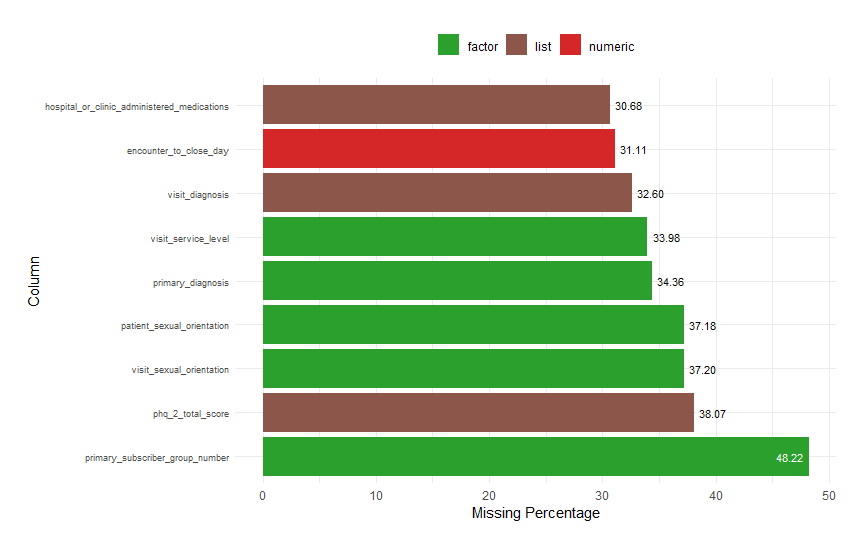 factor list numeric
hospital_or_clinic_administered_medications 30.68
encounter_to_close_day 31.11
visit_diagnosis 32.60
visit_service_level 33.98
primary_diagnosis 34.36
patient_sexual_orientation 37.18
visit_sexual_orientation 37.20
phq_2_total_score 38.07
primary_subscriber_group_number 48.22
Column
0 10 20 30 40 50
Missing Percentage